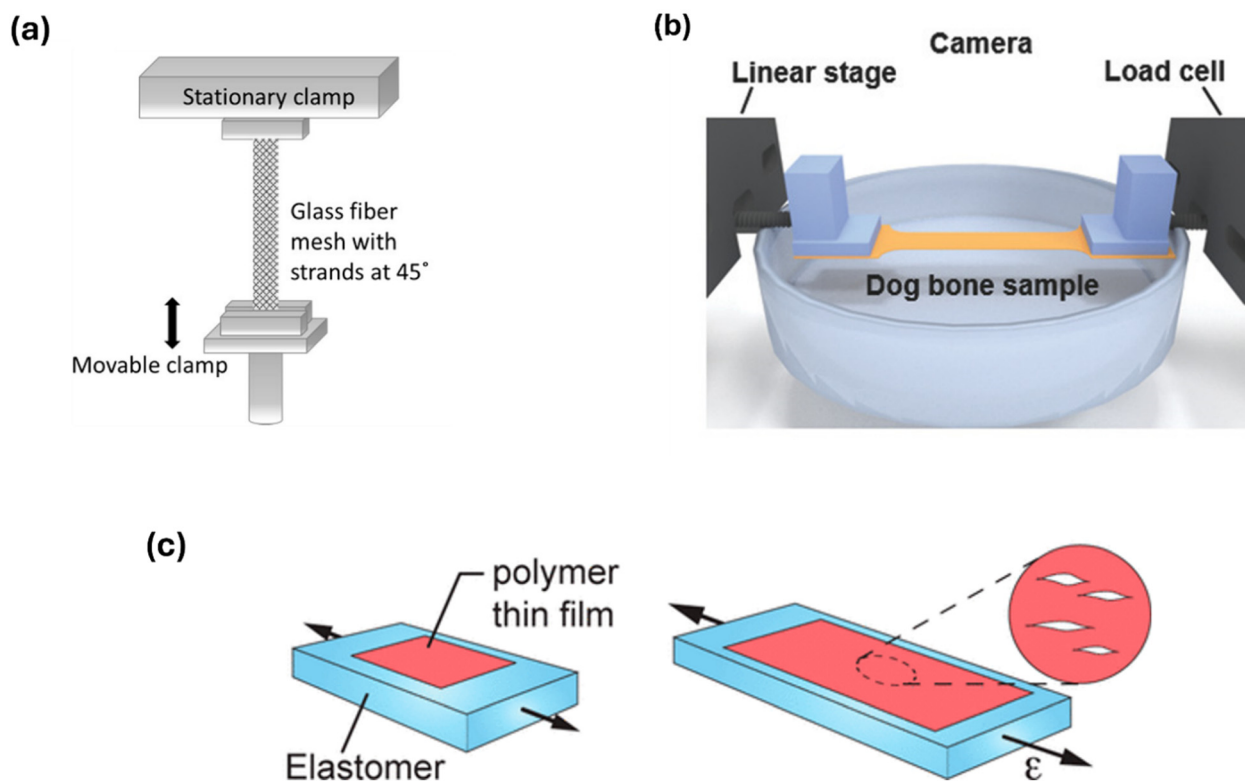 (a)
Stationary clamp
Glass fiber
mesh with
strands at 45˚
Movable clamp
(b)
Camera
Linear stage
Load cell
Dog bone sample
(c)
polymer
thin film
Elastomer
ε